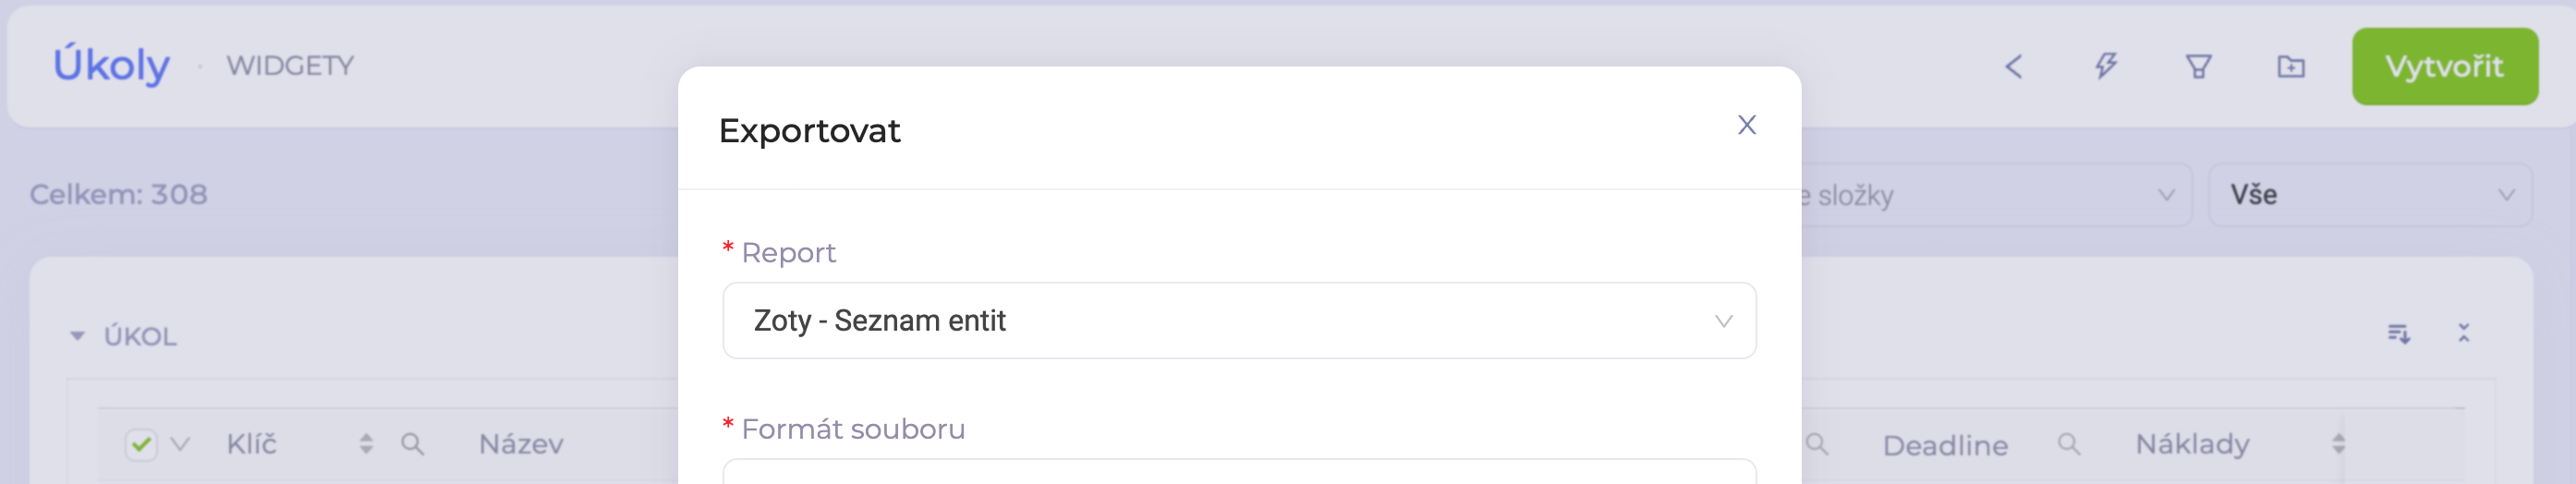 Úkoly · WIDGETY
Vytvořit
Exportovat
Celkem: 308
složky
Vše
* Report
Zoty - Seznam entit
ÚKOL
* Formát souboru
Klíč
Název
Deadline
Náklady